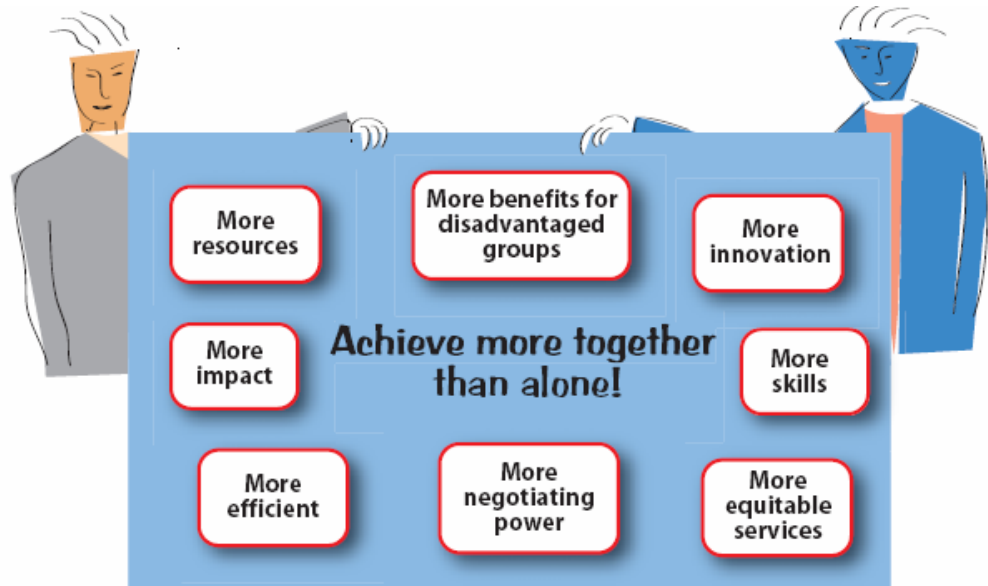 More
resources
More benefits for
disadvantaged
groups
More
innovation
More
impact
Achieve more together
than alone!
More
skills
More
efficient
More
negotiating
power
More
equitable
services